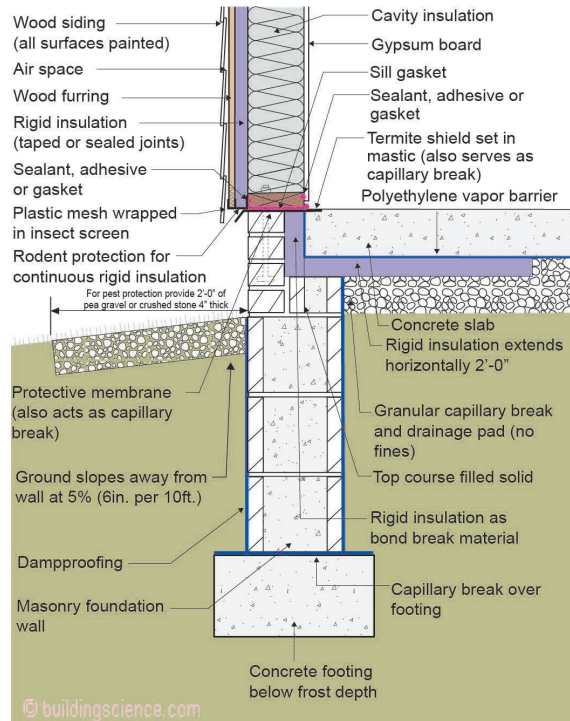 Wood siding
(all surfaces painted)
Air space
Wood furring
Rigid insulation
(taped or sealed joints)
Sealant, adhesive
or gasket
Plastic mesh wrapped
in insect screen
Rodent protection for
continuous rigid insulation
For pest protection provide 2'-0" of
pea gravel or crushed stone 4" thick
Protective membrane
(also acts as capillary
break)
Ground slopes away from
wall at 5% (6in. per 10ft.)
Dampproofing
Masonry foundation
wall
Cavity insulation
Gypsum board
Sill gasket
Sealant, adhesive or
gasket
Termite shield set in
mastic (also serves as
capillary break)
Polyethylene vapor barrier
Concrete slab
Rigid insulation extends
horizontally 2'-0"
Granular capillary break
and drainage pad (no
fines)
Top course filled solid
Rigid insulation as
bond break material
Capillary break over
footing
Concrete footing
below frost depth
© buildingscience.com